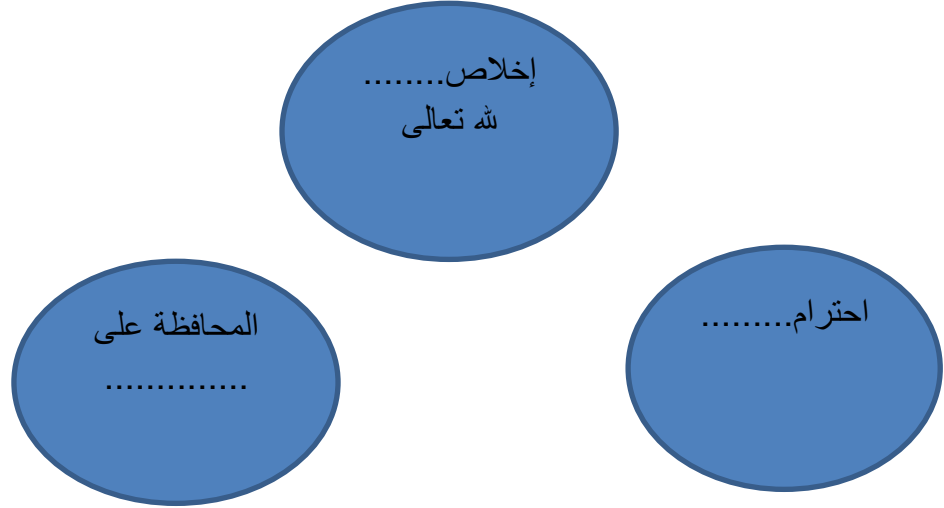 إخلاص........
لله تعالى
احترام.........
المحافظة على
..............